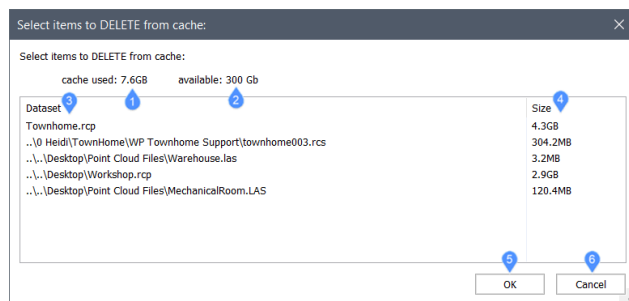 Select items to DELETE from cache:
Select items to DELETE from cache:
cache used: 7.6GB available: 300 Gb
1 2
3 4
Dataset Size
Townhome.rcp 4.3GB
..\0 Heidi\TownHome\WP Townhome Support\townhome003.rcs 304.2MB
..\..\Desktop\Point Cloud Files\Warehouse.las 3.2MB
..\..\Desktop\Workshop.rcp 2.9GB
..\..\Desktop\Point Cloud Files\MechanicalRoom.LAS 120.4MB
5 6
OK Cancel